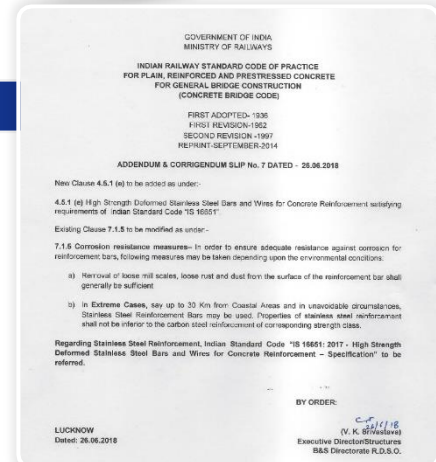 GOVERNMENT OF INDIA
MINISTRY OF RAILWAYS
INDIAN RAILWAY STANDARD CODE OF PRACTICE
FOR PLAIN, REINFORCED AND PRESTRESSED CONCRETE
FOR GENERAL BRIDGE CONSTRUCTION
(CONCRETE BRIDGE CODE)
FIRST ADOPTED- 1936
FIRST REVISION-1962
SECOND REVISION -1997
REPRINT-SEPTEMBER-2014
ADDENDUM & CORRIGENDUM SLIP No. 7 DATED - 26.06.2018
New Clause 4.5.1 (e) to be added as under:-
4.5.1 (e) High Strength Deformed Stainless Steel Bars and Wires for Concrete Reinforcement satisfying
requirements of Indian Standard Code "IS 16651".
Existing Clause 7.1.5 to be modified as under:-
7.1.5 Corrosion resistance measures– In order to ensure adequate resistance against corrosion for
reinforcement bars, following measures may be taken depending upon the environmental conditions:
a) Removal of loose mill scales, loose rust and dust from the surface of the reinforcement bar shall
generally be sufficient
b) In Extreme Cases, say up to 30 Km from Coastal Areas and in unavoidable circumstances,
Stainless Steel Reinforcement Bars may be used. Properties of stainless steel reinforcement
shall not be inferior to the carbon steel reinforcement of corresponding strength class.
Regarding Stainless Steel Reinforcement, Indian Standard Code "IS 16651: 2017 - High Strength
Deformed Stainless Steel Bars and Wires for Concrete Reinforcement – Specification" to be
referred.
BY ORDER:
26/6/18
(V. K. Srivastava)
LUCKNOW
Executive Director/Structures
Dated: 26.06.2018
B&S Directorate R.D.S.O.